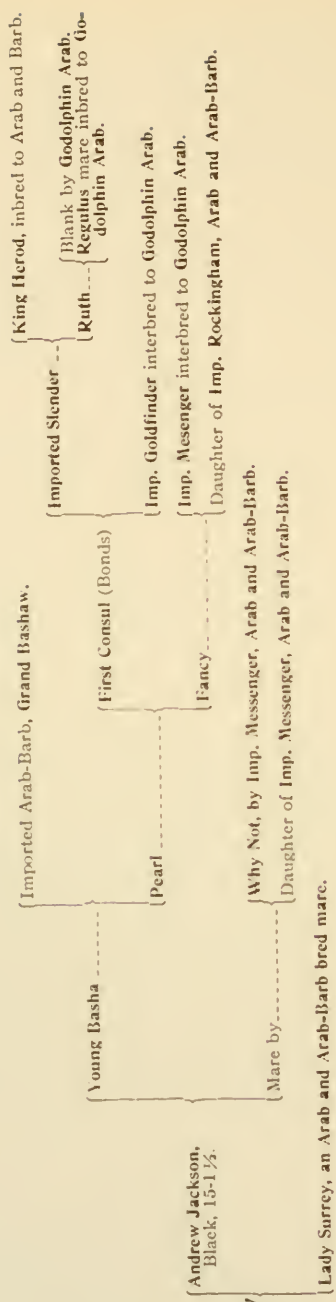 King Herod, inbred to Arab and Barb.
Imported Slender
Blank by Godolphin Arab.
Ruth
Regulus mare inbred to Go-
dolphin Arab.
Imported Arab-Barb, Grand Bashaw.
First Consul (Bonds)
Imp. Goldfinder interbred to Godolphin Arab.
Young Basha
Pearl
Imp. Mesenger interbred to Godolphin Arab.
Fancy
Daughter of Imp. Rockingham, Arab and Arab-Barb.
Andrew Jackson,
Black, 15-1½.
Why Not, by Imp. Messenger, Arab and Arab-Barb.
Mare by
Daughter of Imp. Messenger, Arab and Arab-Barb.
Lady Surrey, an Arab and Arab-Barb bred mare.